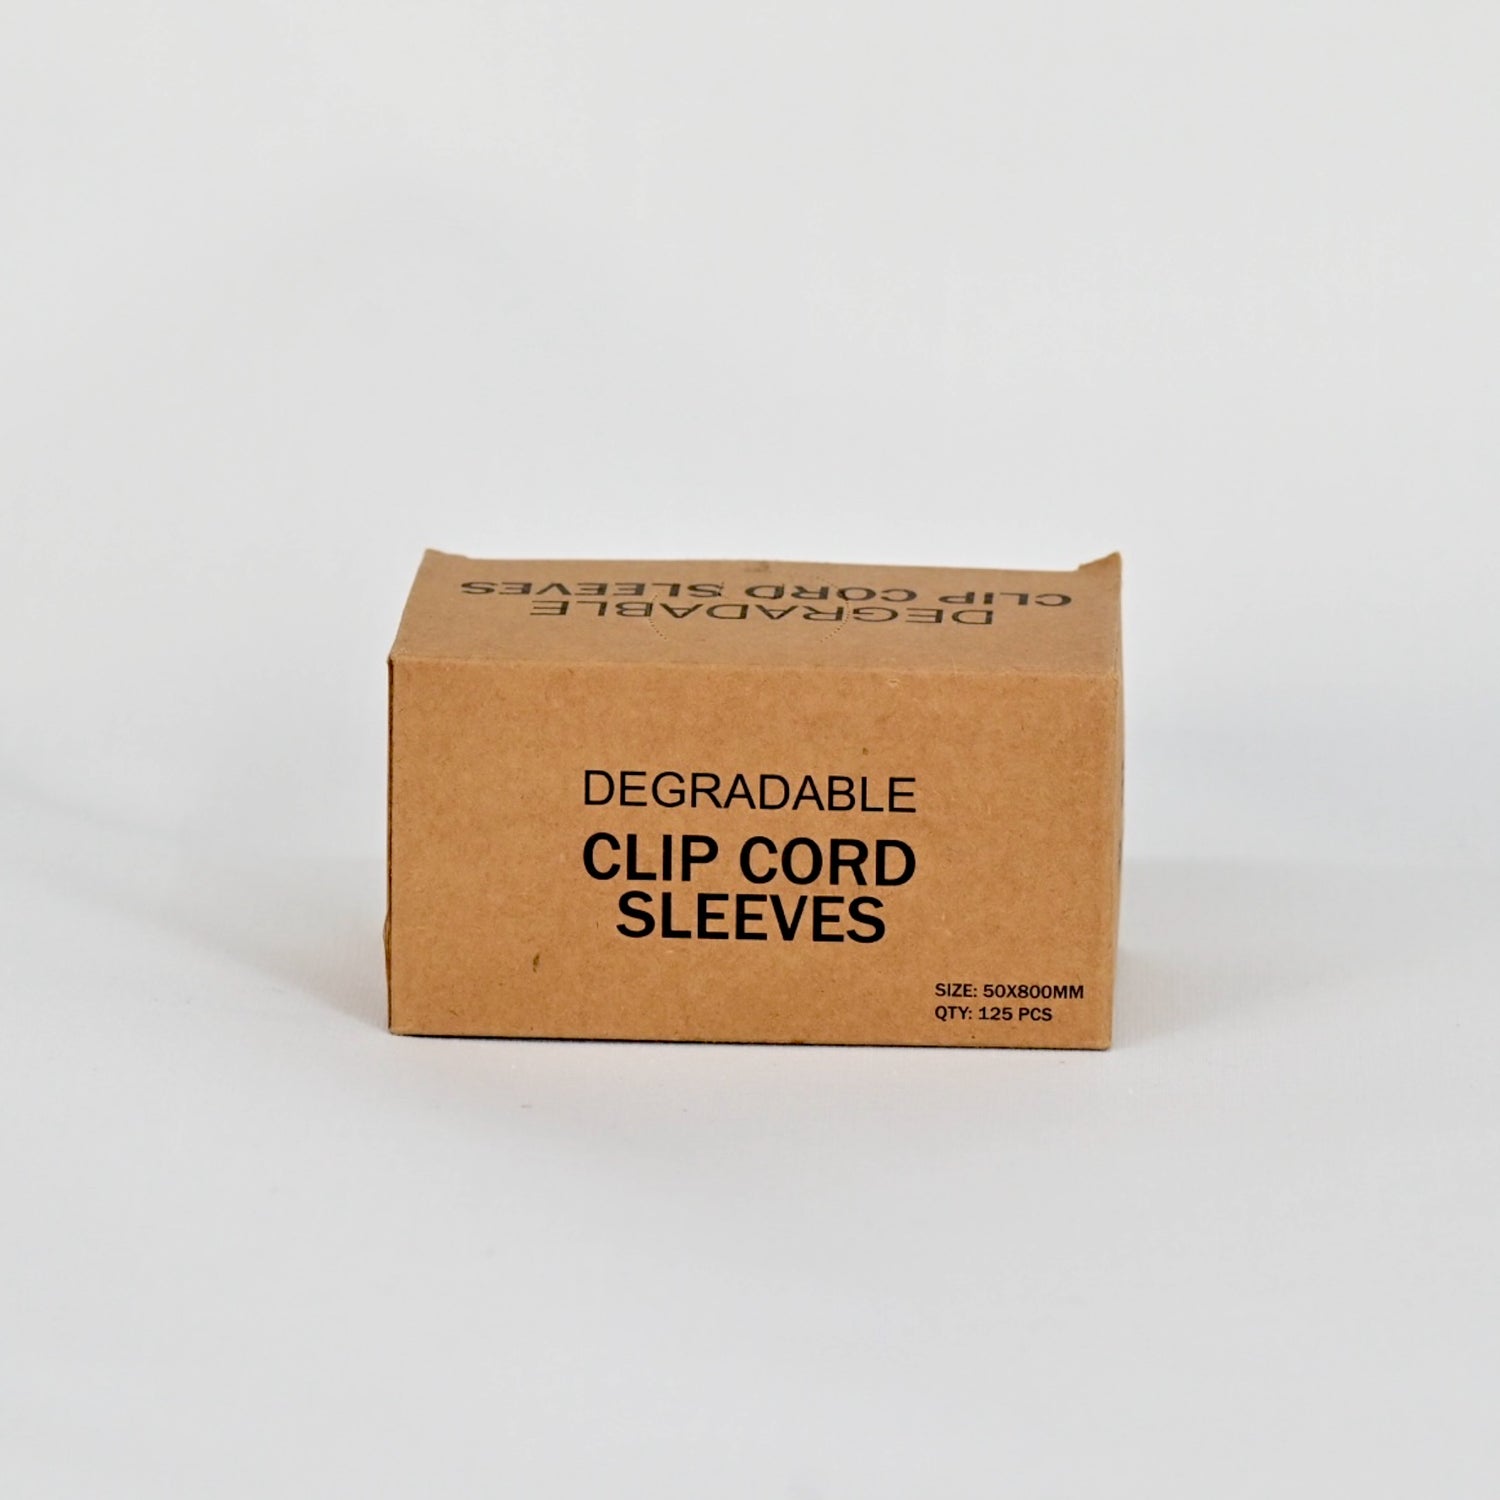 DEGRADABLE
CLIP CORD SLEEVES
DEGRADABLE
CLIP CORD
SLEEVES
SIZE: 50X800MM
QTY: 125 PCS